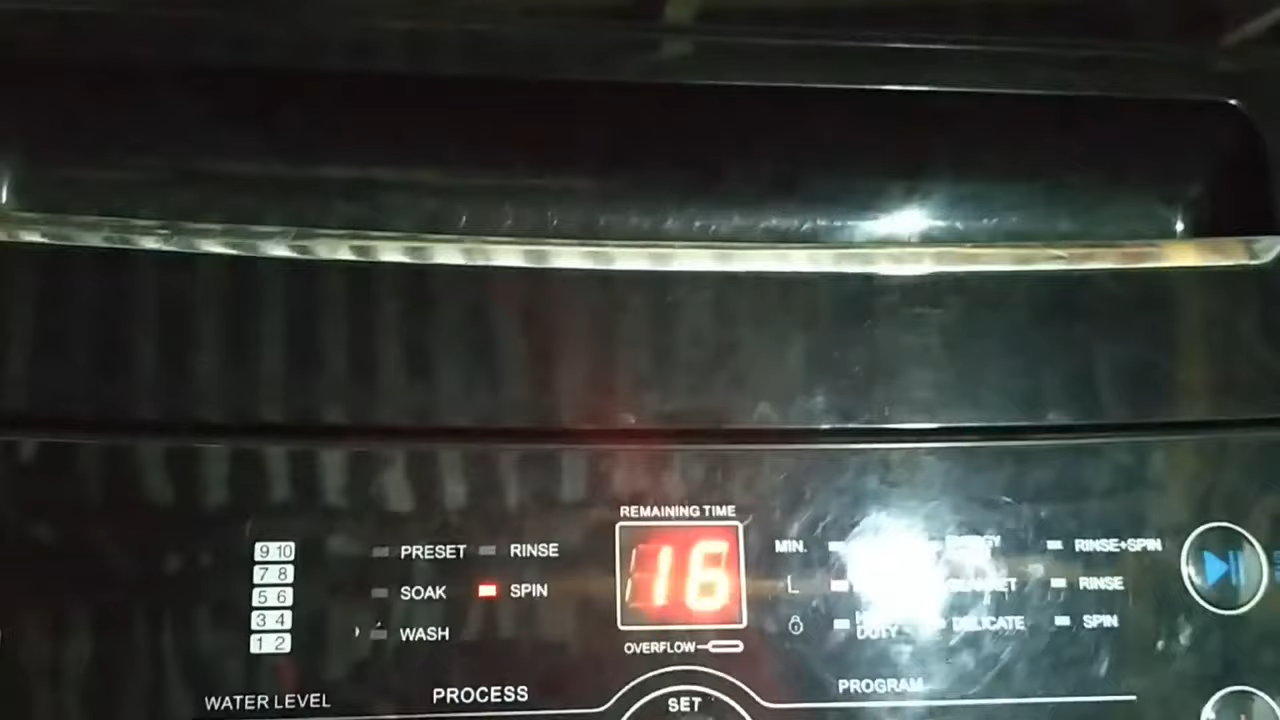 REMAINING TIME
16
OVERFLOW
9 10
7 8
5 6
3 4
1 2
WATER LEVEL
PRESET RINSE
SOAK SPIN
WASH
PROCESS
SET
MIN.
RINSE+SPIN
RINSE
DUTY DELICATE SPIN
PROGRAM